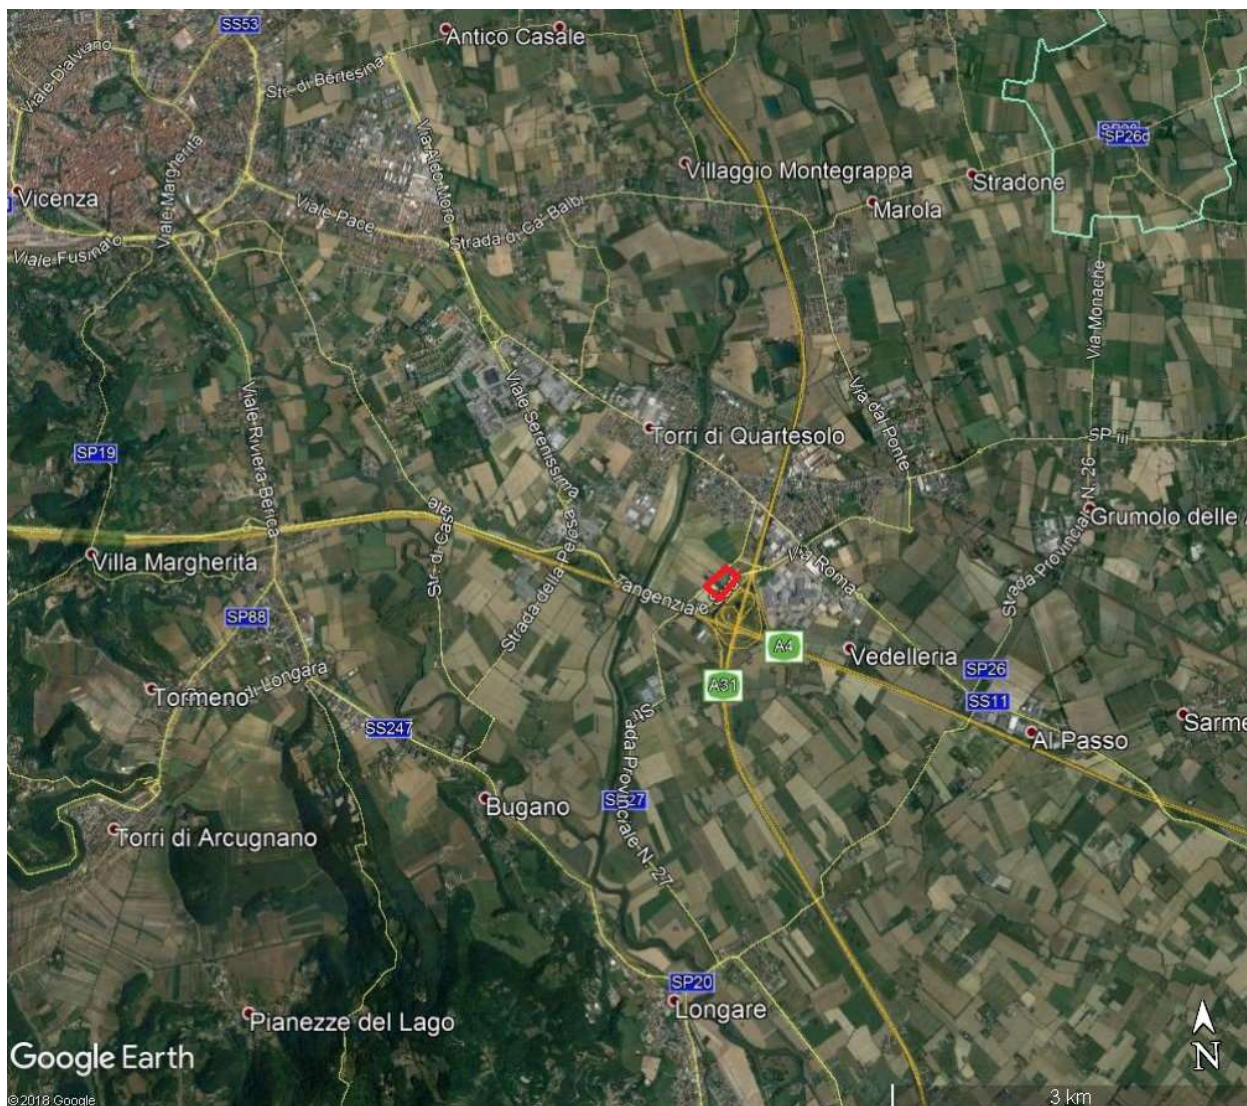 SS53
Antico Casale
Viale D'alviano
Str. di Bertesina
SP26d
Via Aldo Moro
Viale Margherita
Villaggio Montegrappa
Stradone
Vicenza
Viale Pace
Marola
Strada di Ca' Balbi
Viale Fusinato
Via Monache
Viale Riviera Berica
Viale Serenissima
Via dal Ponte
Torri di Quartesolo
SP iii
SP19
Grumolo delle A
Str. di Casale
Villa Margherita
Via Roma
Strada della Pelosa
Tangenziale S
Strada Provinciale N. 26
SP88
A4
Vedelleria
SP26
A31
di Longara
Tormeno
SS11
SS247
Sarme
Al Passo
Strada Provinciale N. 27
Bugano
SP27
Torri di Arcugnano
SP20
Longare
Pianezze del Lago
Google Earth
N
© 2018 Google
3 km